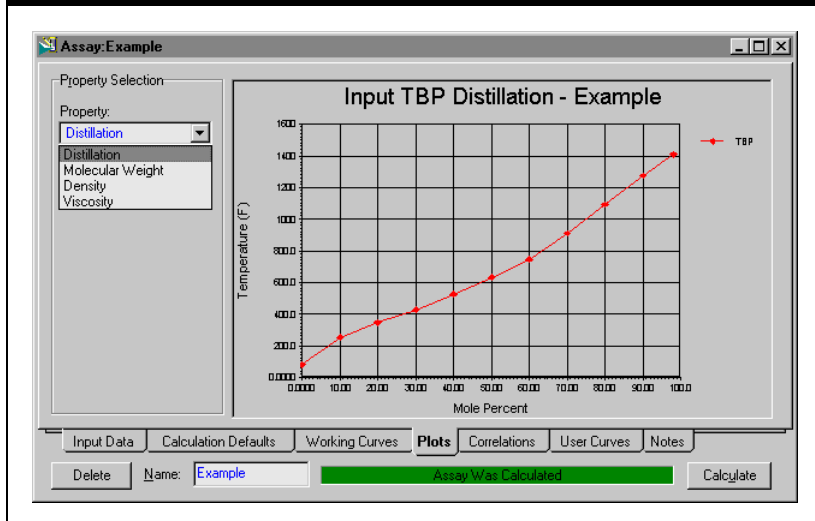 Assay:Example
Property Selection
Property:
Distillation
Distillation
Molecular Weight
Density
Viscosity
Input TBP Distillation - Example
TBP
Temperature (F)
1600
1400
1200
1000
800.0
600.0
400.0
200.0
0.0000
0.0000 10.00 20.00 30.00 40.00 50.00 60.00 70.00 80.00 90.00 100.0
Mole Percent
Input Data Calculation Defaults Working Curves Plots Correlations User Curves Notes
Delete Name: Example Assay Was Calculated Calculate